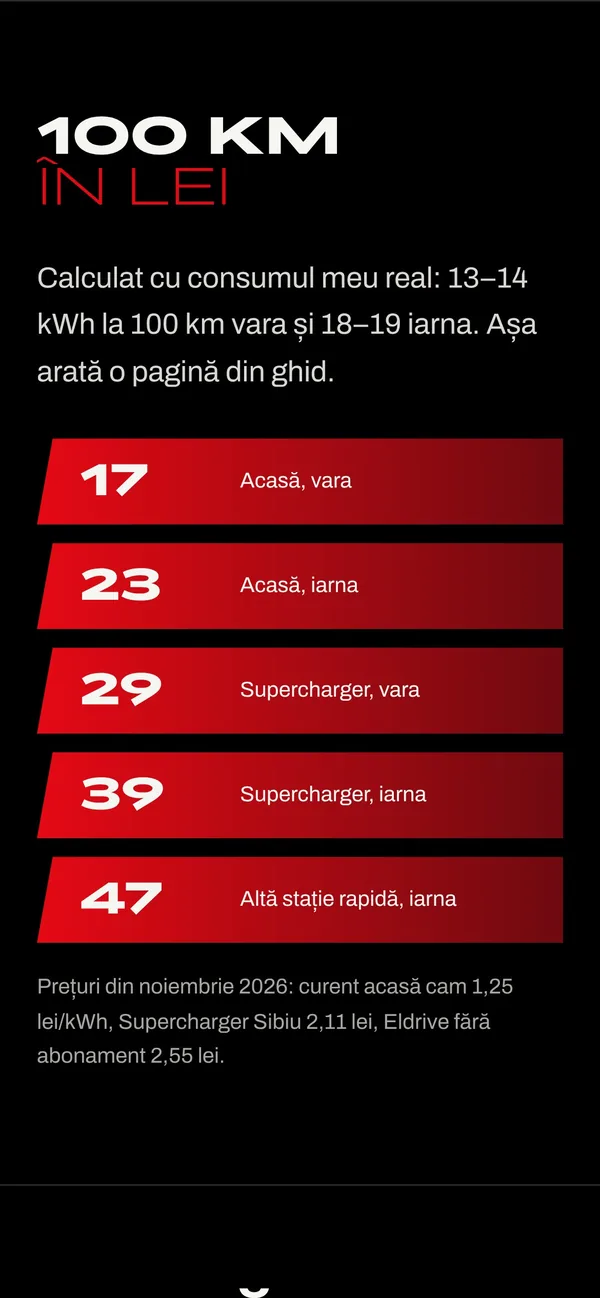 100 KM
ÎN LEI
Calculat cu consumul meu real: 13–14
kWh la 100 km vara și 18–19 iarna. Așa
arată o pagină din ghid.
17 Acasă, vara
23 Acasă, iarna
29 Supercharger, vara
39 Supercharger, iarna
47 Altă stație rapidă, iarna
Prețuri din noiembrie 2026: curent acasă cam 1,25
lei/kWh, Supercharger Sibiu 2,11 lei, Eldrive fără
abonament 2,55 lei.